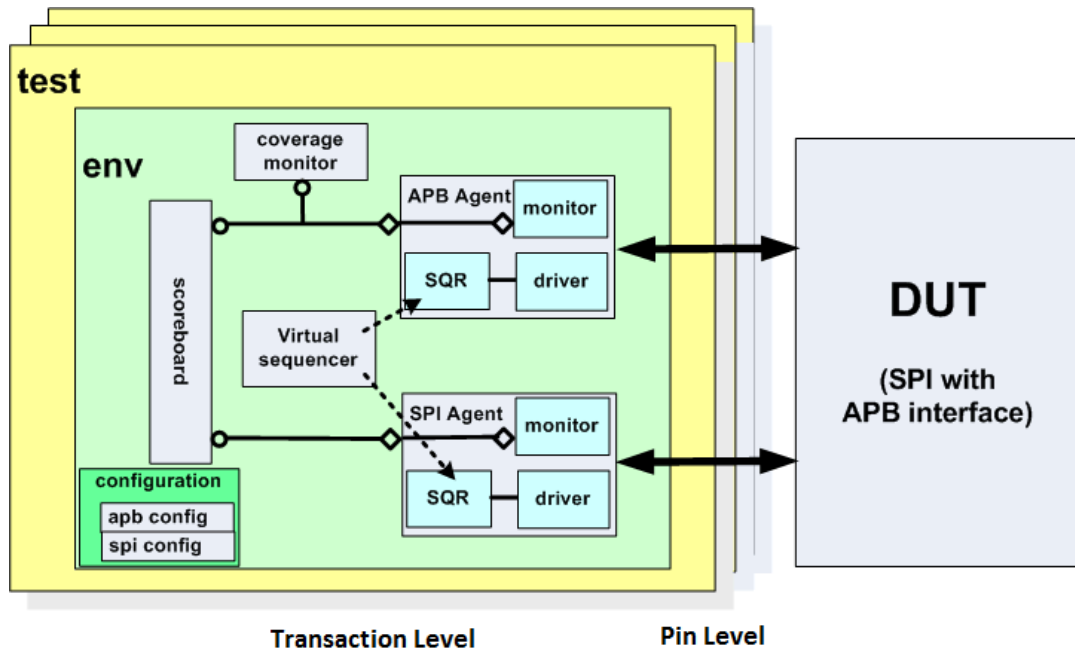 test
env
coverage
monitor
APB Agent
monitor
SQR
driver
scoreboard
Virtual
sequencer
SPI Agent
monitor
SQR
driver
configuration
apb config
spi config
DUT
(SPI with
APB interface)
Transaction Level
Pin Level